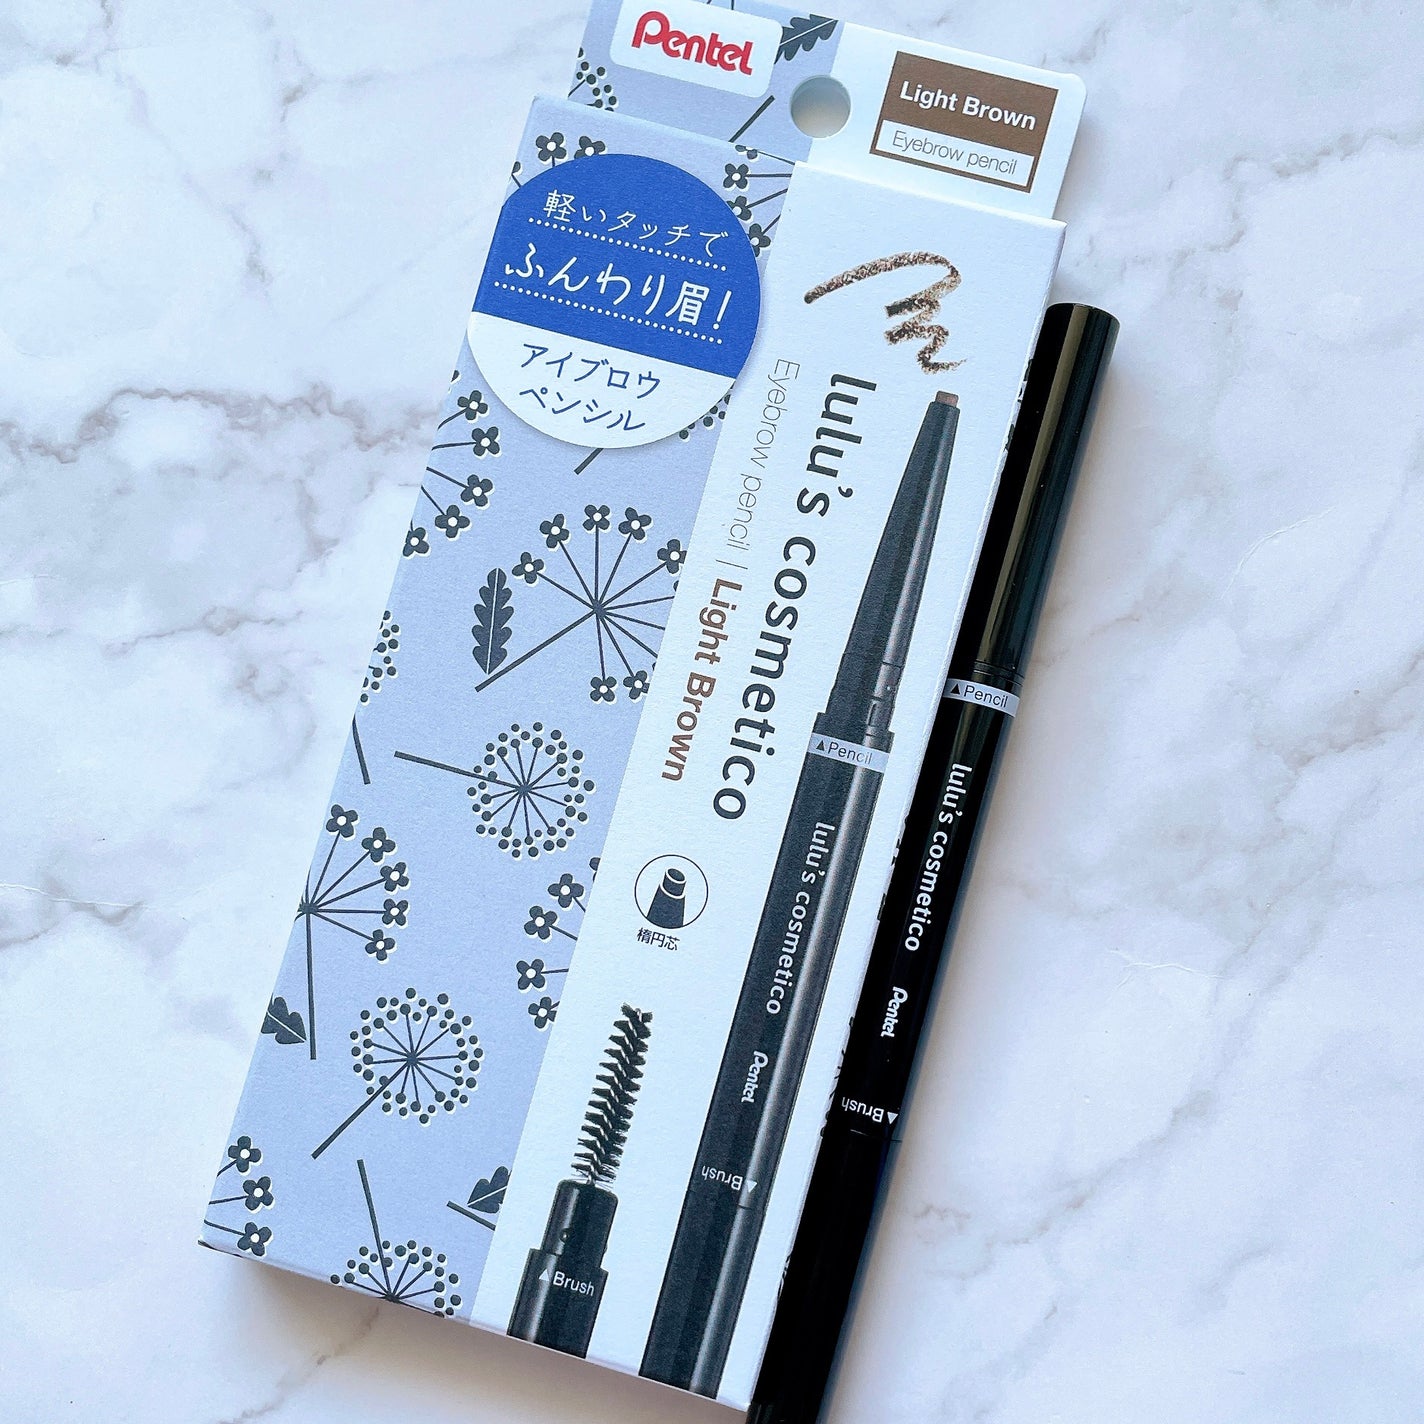 Pentel
Light Brown
Eyebrow pencil
軽いタッチで
ふんわり眉!
アイブロウ
ペンシル
lulu's cosmetico
Eyebrow pencil | Light Brown
楕円芯
▲Pencil
lulu's cosmetico
Pentel
▲Brush
▲Brush
▲Pencil
lulu's cosmetico
Pentel
▲Brush